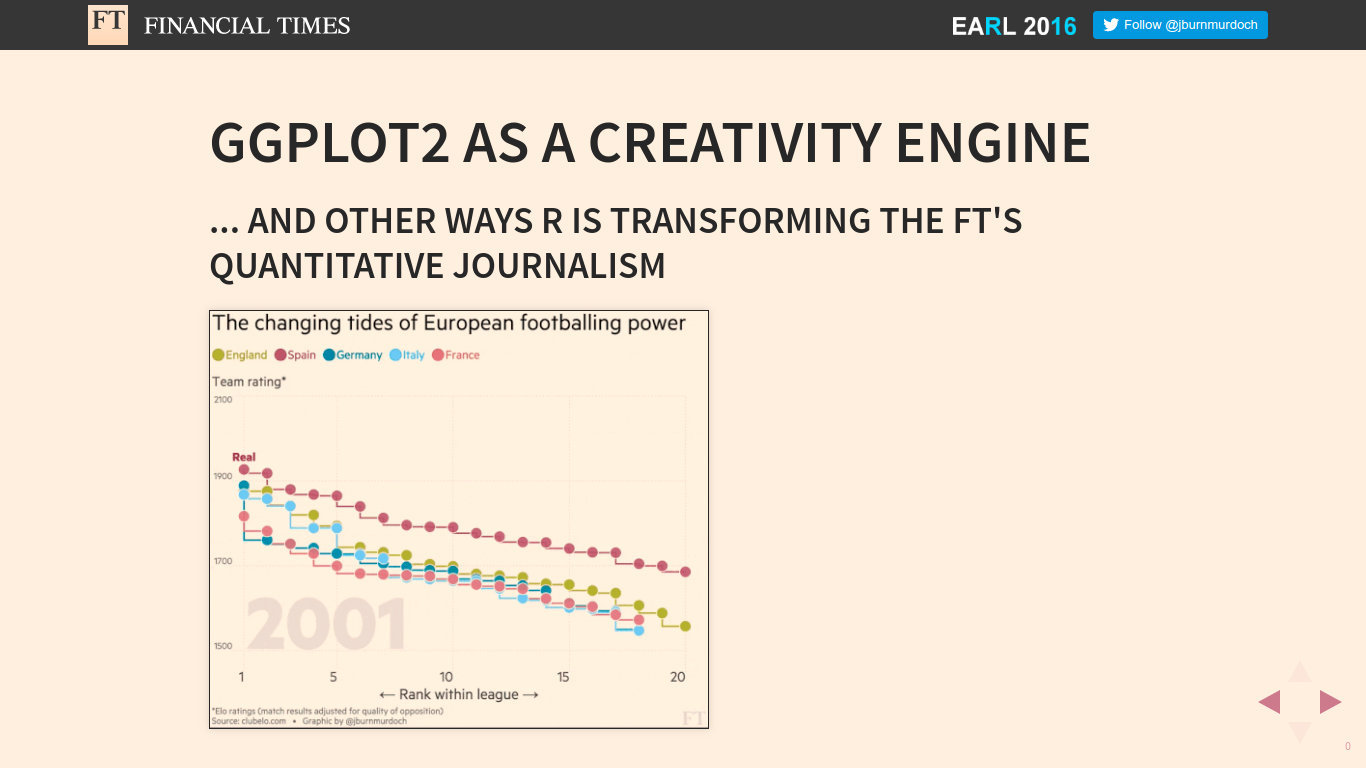 FT FINANCIAL TIMES
EARL 2016
Follow @jburnmurdoch
GGPLOT2 AS A CREATIVITY ENGINE
... AND OTHER WAYS R IS TRANSFORMING THE FT'S
QUANTITATIVE JOURNALISM
The changing tides of European footballing power
England Spain Germany Italy France
Team rating*
2100
Real
1900
1700
2001
1500
1 5 10 15 20
← Rank within league →
*Elo ratings (match results adjusted for quality of opposition)
Source: clubelo.com • Graphic by @jburnmurdoch
FT
0